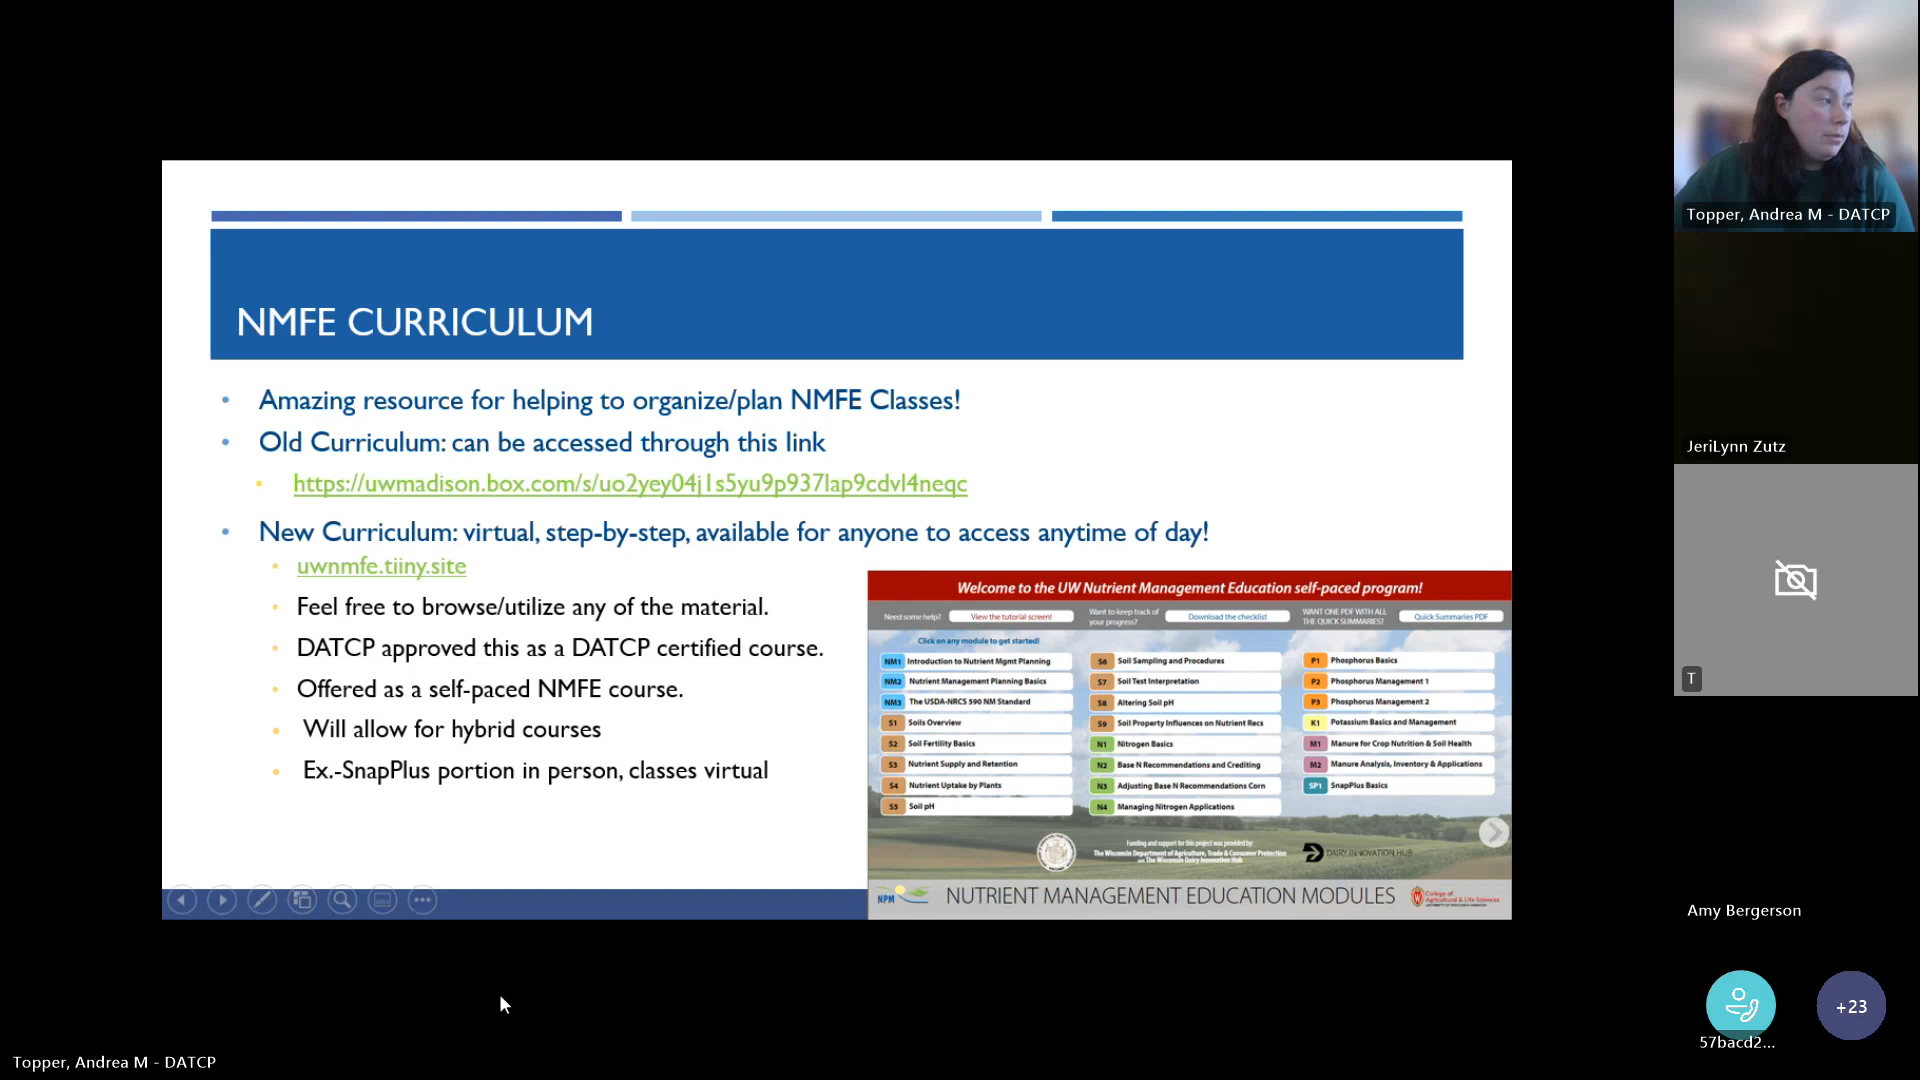 NMFE CURRICULUM
Amazing resource for helping to organize/plan NMFE Classes!
Old Curriculum: can be accessed through this link
https://uwmadison.box.com/s/uo2yey04j1s5yu9p937lap9cdvl4neqc
New Curriculum: virtual, step-by-step, available for anyone to access anytime of day!
uwnmfe.tiiny.site
Feel free to browse/utilize any of the material.
DATCP approved this as a DATCP certified course.
Offered as a self-paced NMFE course.
Will allow for hybrid courses
Ex.-SnapPlus portion in person, classes virtual
Welcome to the UW Nutrient Management Education self-paced program!
Need some help?
View the tutorial screen!
Want to keep track of
your progress?
Download the checklist
WANT ONE PDF WITH ALL
THE QUICK SUMMARIES?
Quick Summaries PDF
Click on any module to get started!
NM1 Introduction to Nutrient Mgmt Planning
NM2 Nutrient Management Planning Basics
NM3 The USDA-NRCS 590 NM Standard
S1 Soils Overview
S2 Soil Fertility Basics
S3 Nutrient Supply and Retention
S4 Nutrient Uptake by Plants
S5 Soil pH
S6 Soil Sampling and Procedures
S7 Soil Test Interpretation
S8 Altering Soil pH
S9 Soil Property Influences on Nutrient Recs
N1 Nitrogen Basics
N2 Base N Recommendations and Crediting
N3 Adjusting Base N Recommendations Corn
N4 Managing Nitrogen Applications
P1 Phosphorus Basics
P2 Phosphorus Management 1
P3 Phosphorus Management 2
K1 Potassium Basics and Management
M1 Manure for Crop Nutrition & Soil Health
M2 Manure Analysis, Inventory & Applications
SP1 SnapPlus Basics
Funding and support for this project was provided by:
The Wisconsin Department of Agriculture, Trade & Consumer Protection
and The Wisconsin Dairy Innovation Hub
DAIRY INNOVATION HUB
NPM
NUTRIENT MANAGEMENT EDUCATION MODULES
College of
Agricultural & Life Sciences
Topper, Andrea M - DATCP
JeriLynn Zutz
T
Amy Bergerson
57bacd2...
+23
Topper, Andrea M - DATCP